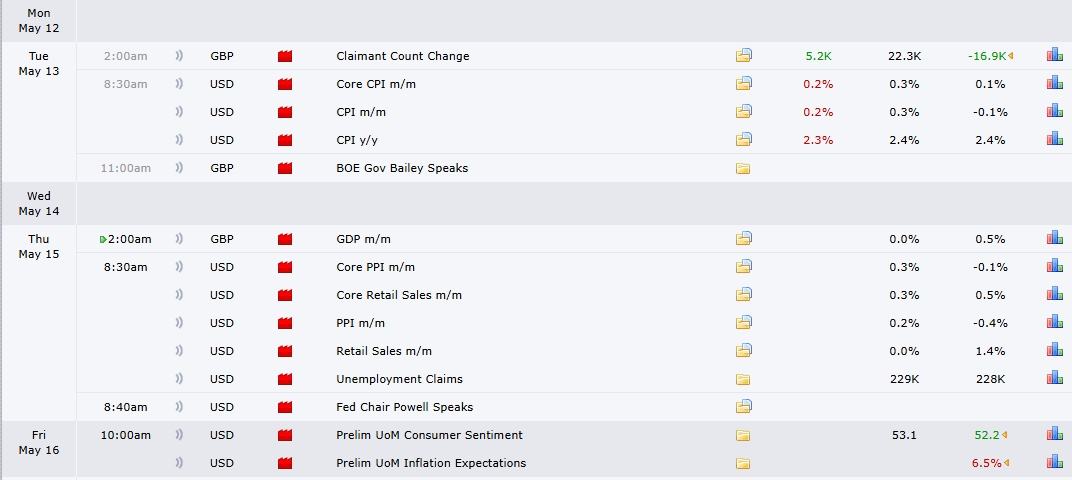 Mon
May 12
Tue
May 13
2:00am GBP Claimant Count Change 5.2K 22.3K -16.9K
8:30am USD Core CPI m/m 0.2% 0.3% 0.1%
USD CPI m/m 0.2% 0.3% -0.1%
USD CPI y/y 2.3% 2.4% 2.4%
11:00am GBP BOE Gov Bailey Speaks
Wed
May 14
Thu
May 15
2:00am GBP GDP m/m 0.0% 0.5%
8:30am USD Core PPI m/m 0.3% -0.1%
USD Core Retail Sales m/m 0.3% 0.5%
USD PPI m/m 0.2% -0.4%
USD Retail Sales m/m 0.0% 1.4%
USD Unemployment Claims 229K 228K
8:40am USD Fed Chair Powell Speaks
Fri
May 16
10:00am USD Prelim UoM Consumer Sentiment 53.1 52.2
USD Prelim UoM Inflation Expectations 6.5%